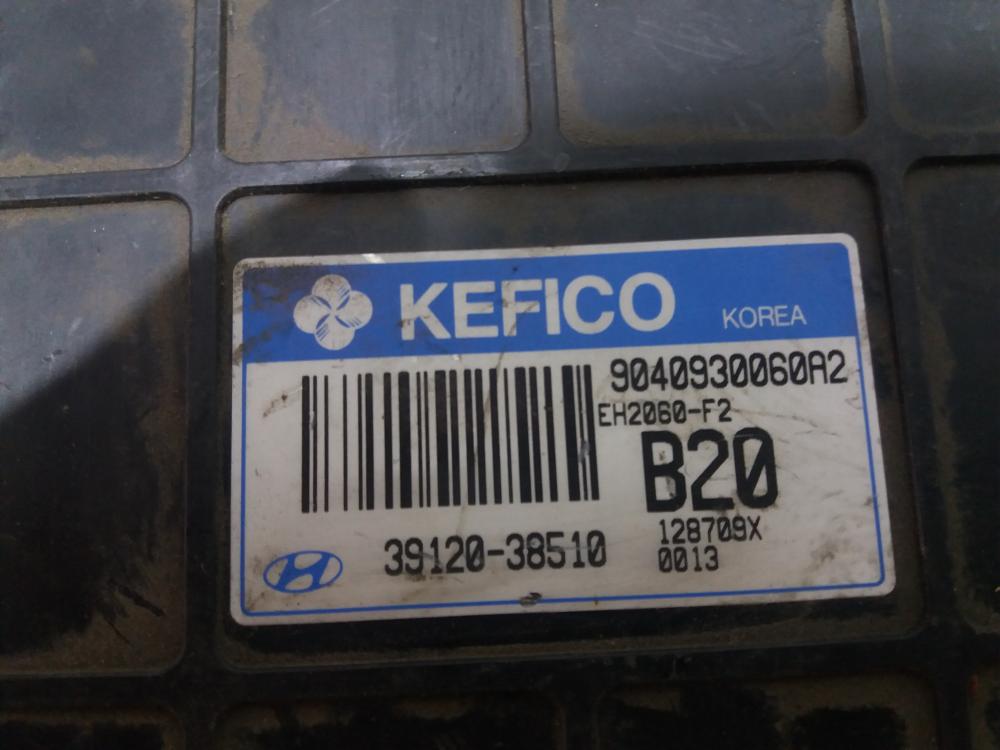 KEFICO KOREA
9040930060A2
EH2060-F2
B20
39120-38510
128709X
0013